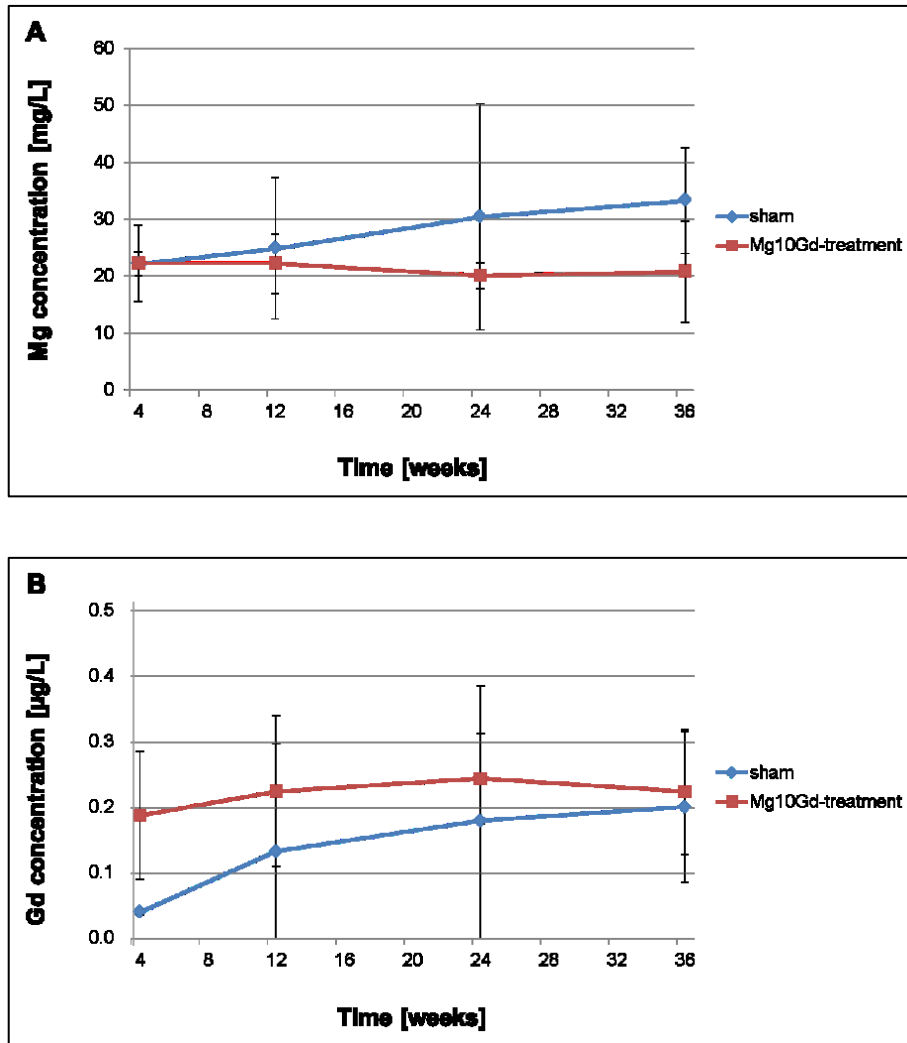 A
Mg concentration [mg/L]
60
50
40
30
20
10
0
4 8 12 16 20 24 28 32 36
Time [weeks]
sham
Mg10Gd-treatment
B
Gd concentration [µg/L]
0.5
0.4
0.3
0.2
0.1
0.0
4 8 12 16 20 24 28 32 36
Time [weeks]
sham
Mg10Gd-treatment